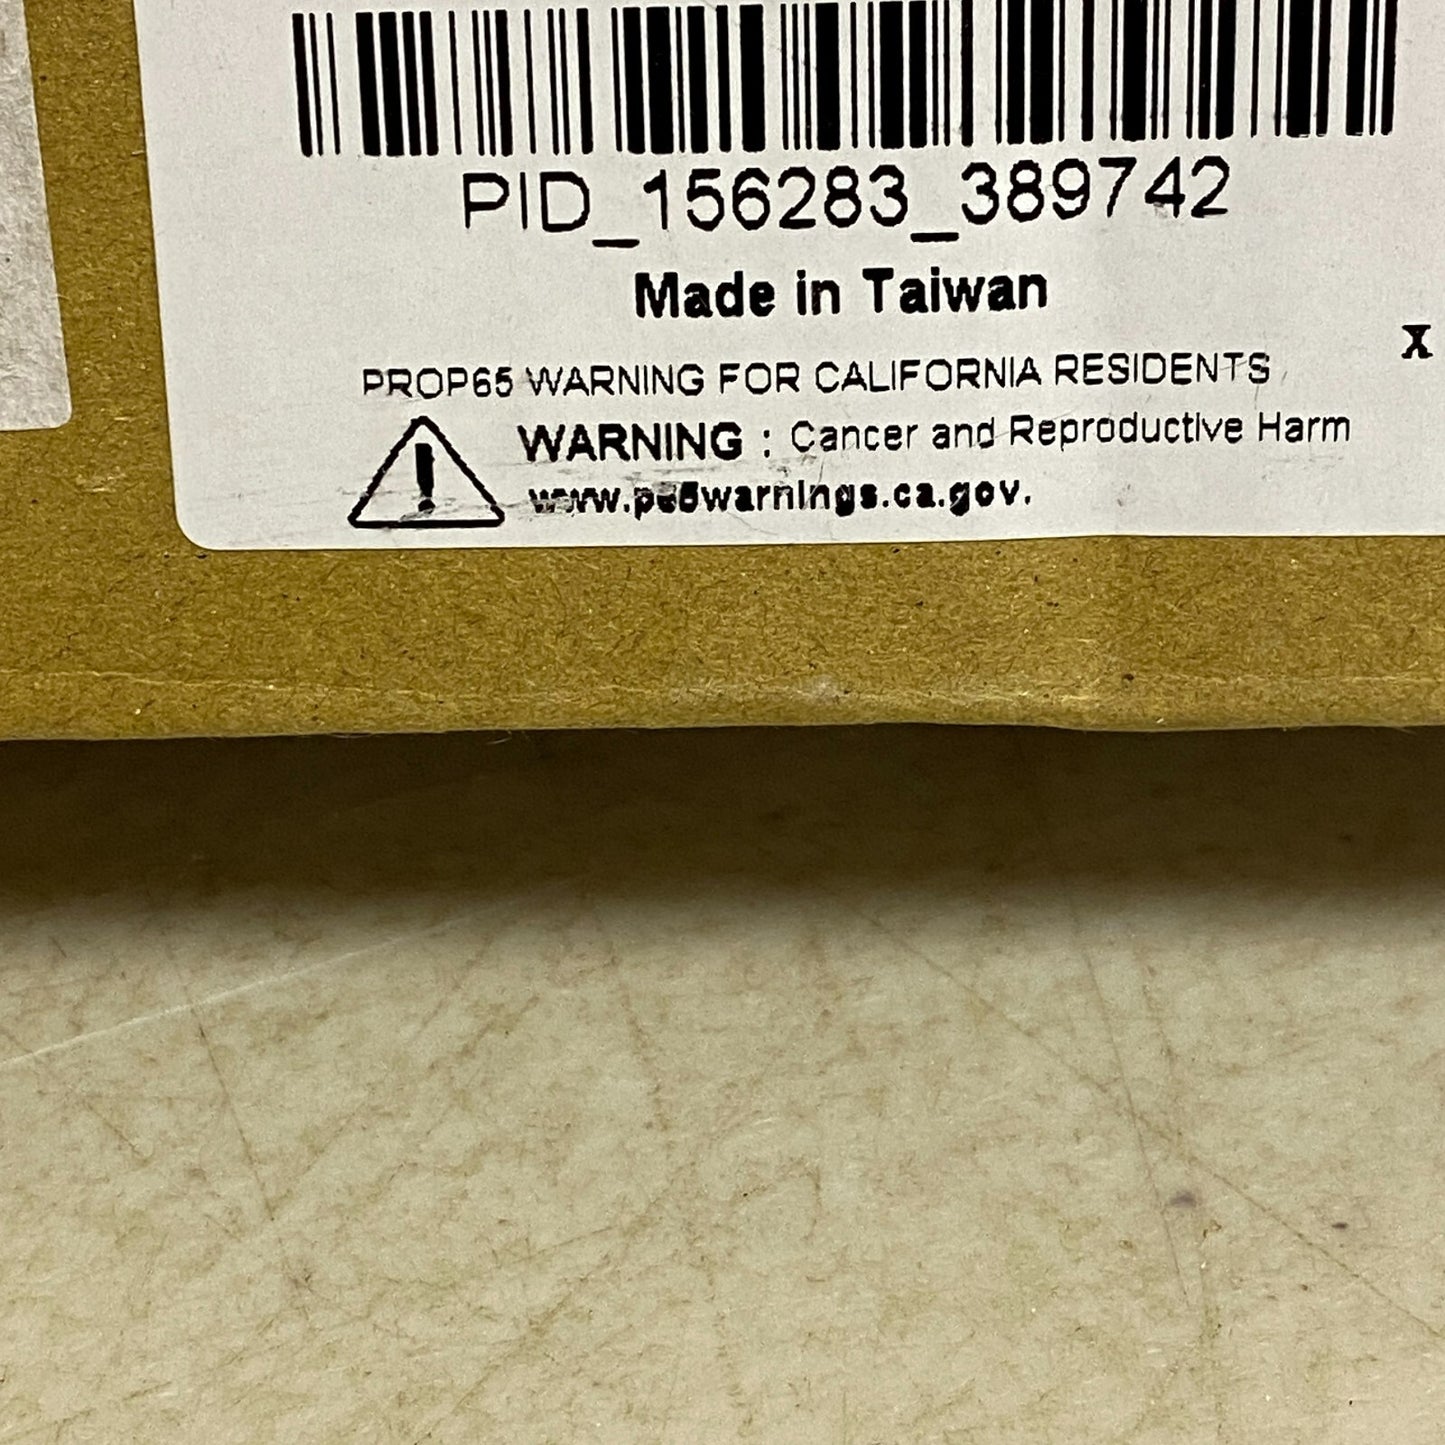 PID_156283_389742
Made in Taiwan
X
PROP65 WARNING FOR CALIFORNIA RESIDENTS
WARNING : Cancer and Reproductive Harm
www.p65warnings.ca.gov.